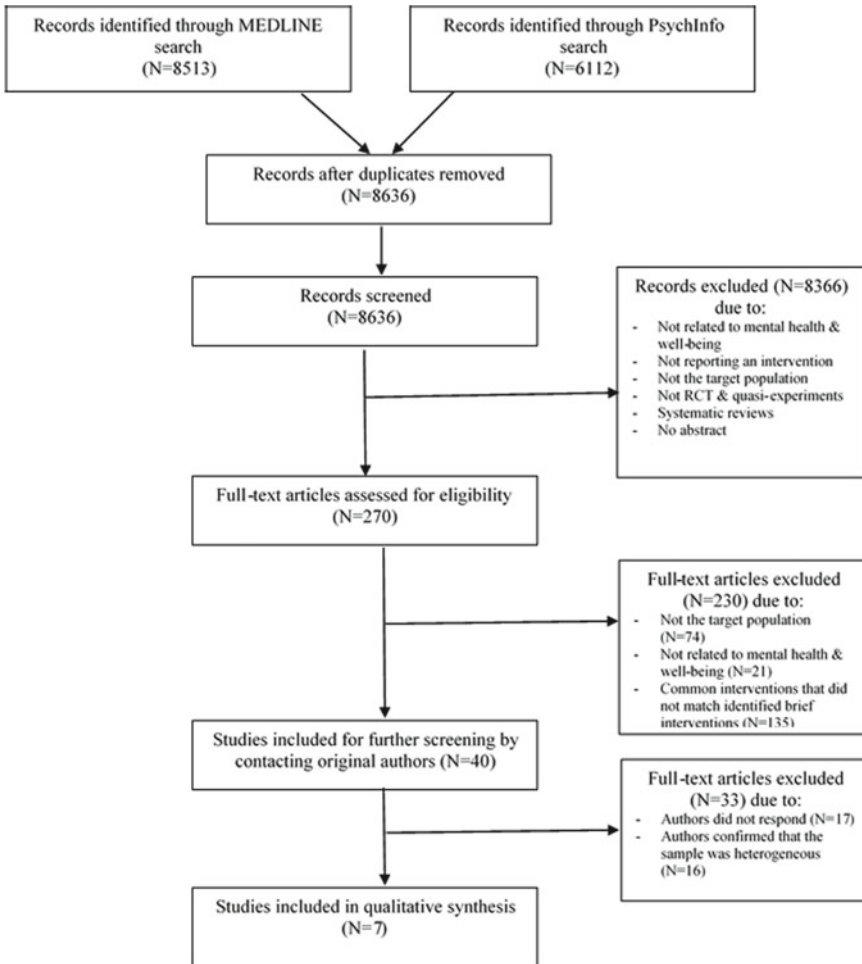 Records identified through MEDLINE
search
(N=8513)
Records identified through PsychInfo
search
(N=6112)
Records after duplicates removed
(N=8636)
Records screened
(N=8636)
Records excluded (N=8366)
due to:
- Not related to mental health &
well-being
- Not reporting an intervention
- Not the target population
- Not RCT & quasi-experiments
- Systematic reviews
- No abstract
Full-text articles assessed for eligibility
(N=270)
Full-text articles excluded
(N=230) due to:
- Not the target population
(N=74)
- Not related to mental health &
well-being (N=21)
- Common interventions that did
not match identified brief
interventions (N=135)
Studies included for further screening by
contacting original authors (N=40)
Full-text articles excluded
(N=33) due to:
- Authors did not respond (N=17)
- Authors confirmed that the
sample was heterogeneous
(N=16)
Studies included in qualitative synthesis
(N=7)